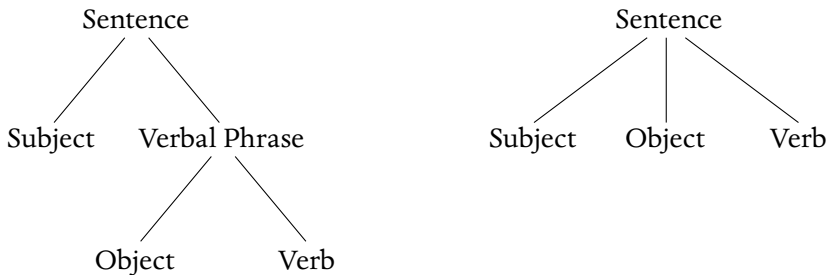 Sentence Sentence
Subject Verbal Phrase Subject Object Verb
Object Verb